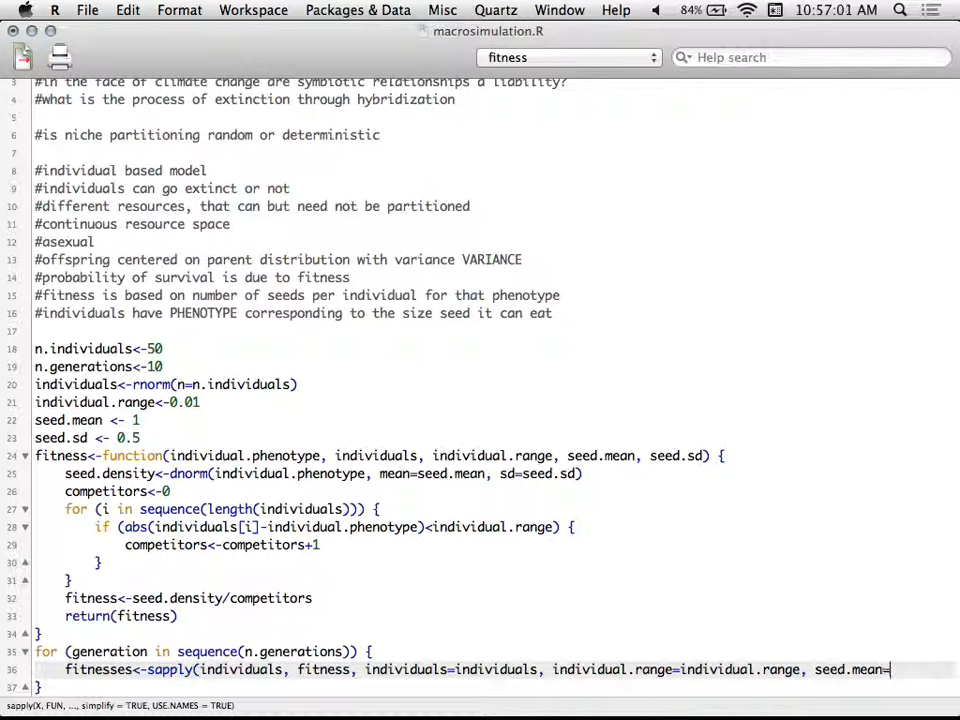 R File Edit Format Workspace Packages & Data Misc Quartz Window Help 84% 10:57:01 AM
macrosimulation.R
fitness Help search
3 #in the face of climate change are symbiotic relationships a liability?
4 #what is the process of extinction through hybridization
5
6 #is niche partitioning random or deterministic
7
8 #individual based model
9 #individuals can go extinct or not
10 #different resources, that can but need not be partitioned
11 #continuous resource space
12 #asexual
13 #offspring centered on parent distribution with variance VARIANCE
14 #probability of survival is due to fitness
15 #fitness is based on number of seeds per individual for that phenotype
16 #individuals have PHENOTYPE corresponding to the size seed it can eat
17
18 n.individuals<-50
19 n.generations<-10
20 individuals<-rnorm(n=n.individuals)
21 individual.range<-0.01
22 seed.mean <- 1
23 seed.sd <- 0.5
24 fitness<-function(individual.phenotype, individuals, individual.range, seed.mean, seed.sd) {
25 seed.density<-dnorm(individual.phenotype, mean=seed.mean, sd=seed.sd)
26 competitors<-0
27 for (i in sequence(length(individuals))) {
28 if (abs(individuals[i]-individual.phenotype)<individual.range) {
29 competitors<-competitors+1
30 }
31 }
32 fitness<-seed.density/competitors
33 return(fitness)
34 }
35 for (generation in sequence(n.generations)) {
36 fitnesses<-sapply(individuals, fitness, individuals=individuals, individual.range=individual.range, seed.mean=
37 }
sapply(X, FUN, ..., simplify = TRUE, USE.NAMES = TRUE)